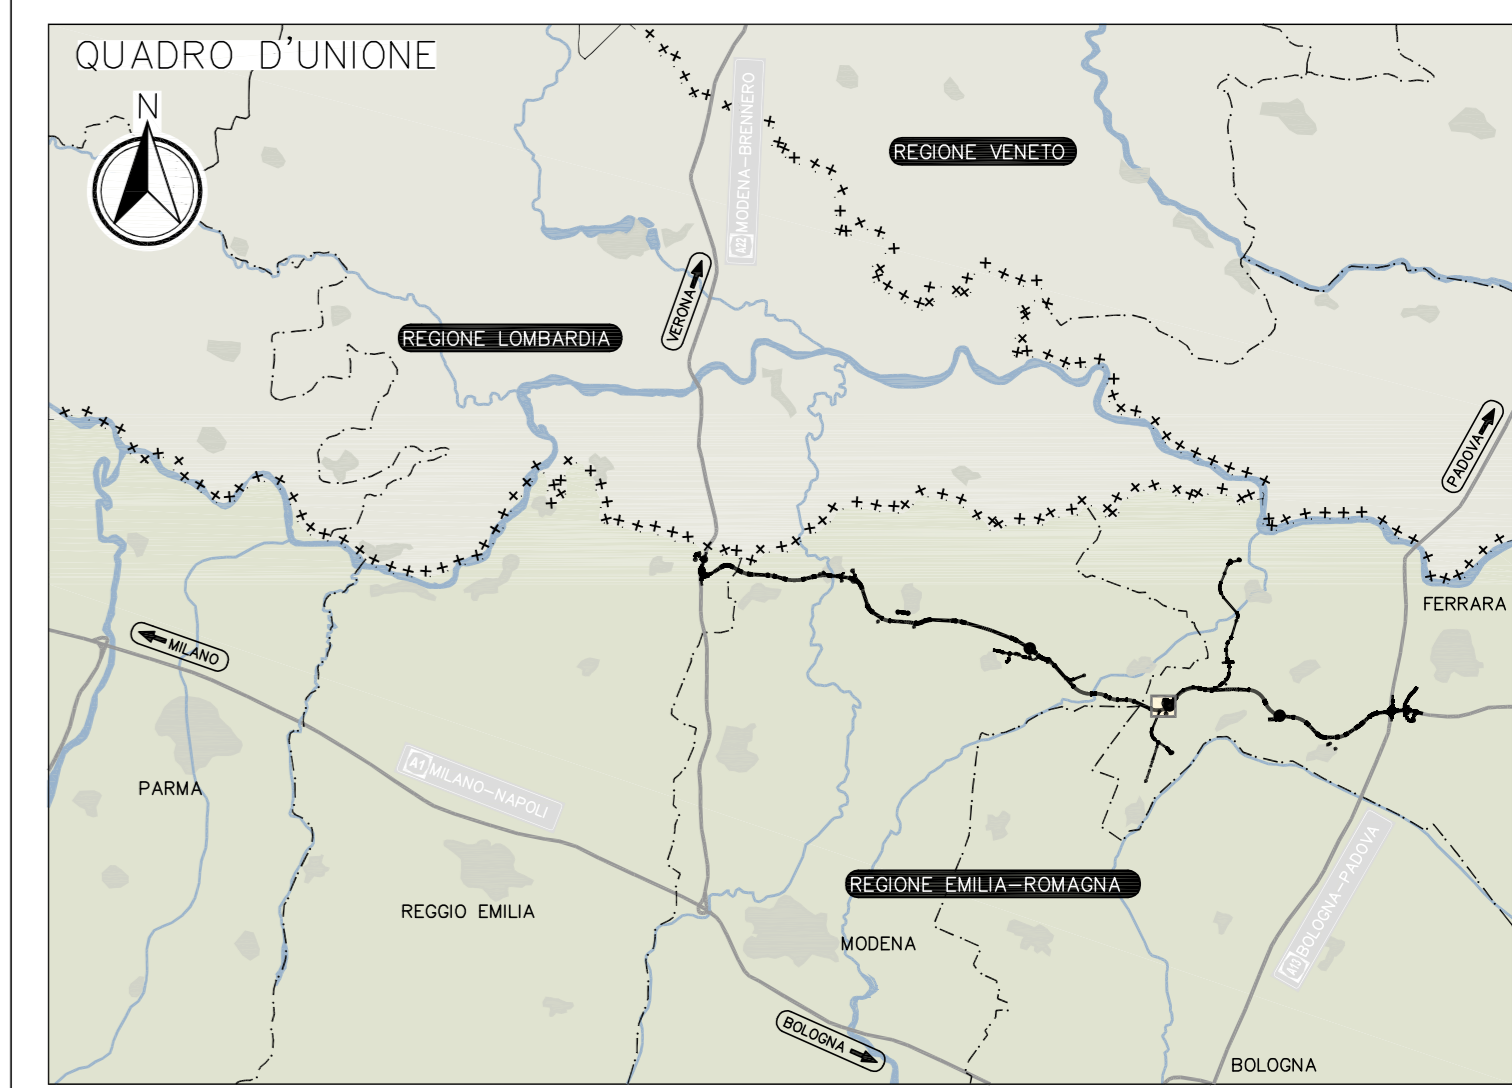 QUADRO D'UNIONE
N
A22 MODENA-BRENNERO
REGIONE VENETO
VERONA
REGIONE LOMBARDIA
PADOVA
FERRARA
MILANO
PARMA
A1 MILANO-NAPOLI
REGIONE EMILIA-ROMAGNA
A13 BOLOGNA-PADOVA
REGGIO EMILIA
MODENA
BOLOGNA
BOLOGNA